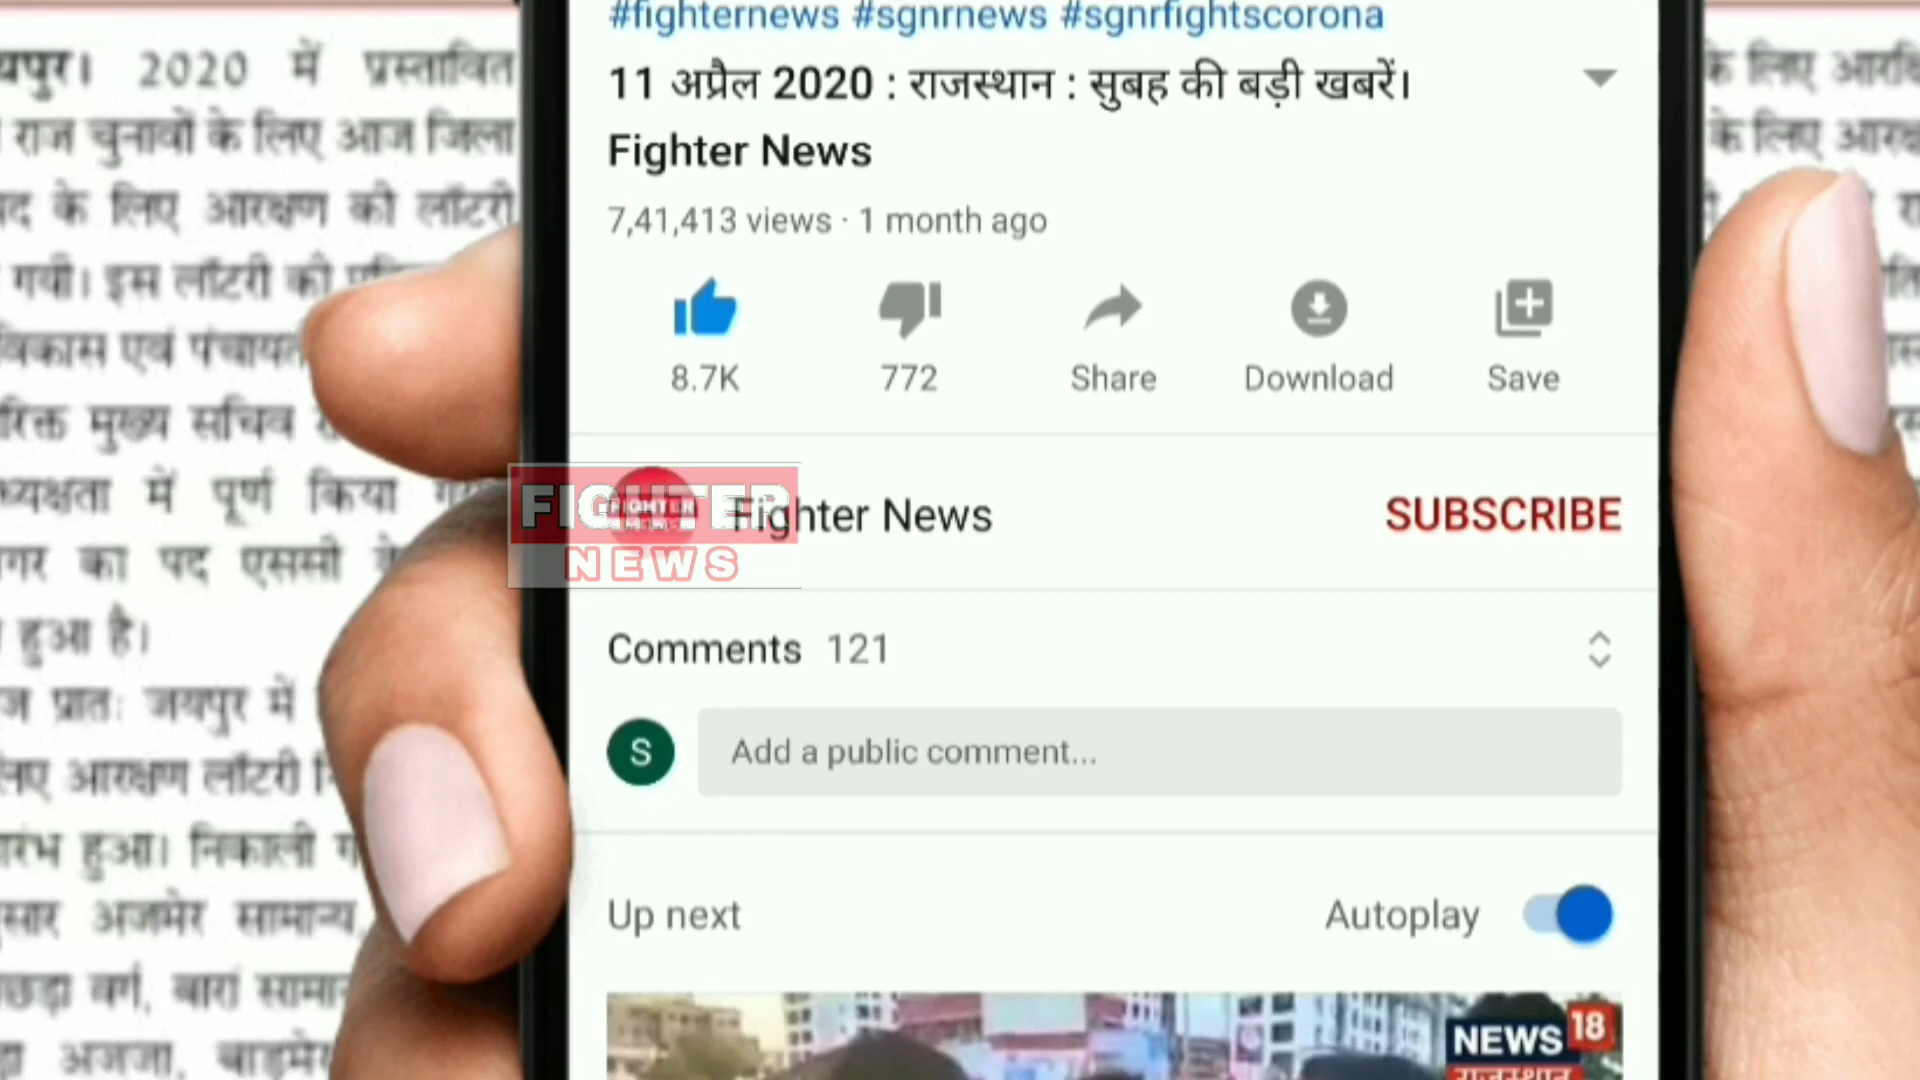 #fighternews #sgnrnews #sgnrfightscorona
11 अप्रैल 2020 : राजस्थान : सुबह की बड़ी खबरें।
Fighter News
7,41,413 views · 1 month ago
8.7K
772
Share
Download
Save
FIGHTER
NEWS
Fighter News
SUBSCRIBE
Comments 121
S
Add a public comment...
Up next
Autoplay
NEWS 18
राजस्थान
2020 में प्रस्तावित
राज चुनावों के लिए आज जिला
के लिए आरक्षण की लॉटरी
गयी। इस लॉटरी की
विकास एवं
मुख्य सचिव
में पूर्ण किया
का पद एससी
हुआ है।
प्रातः जयपुर में
आरक्षण लॉटरी
हुआ। निकाली
अजमेर सामान्य,
वर्ग, बारां
के लिए
के लिए